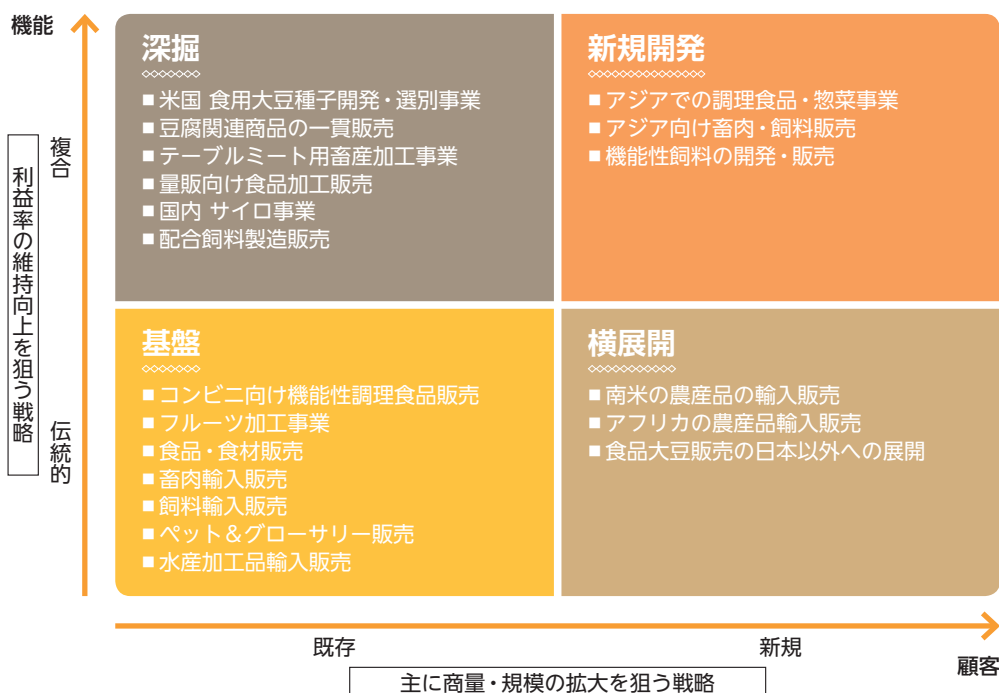 機能
利益率の維持向上を狙う戦略
複合
伝統的
深掘
■米国 食用大豆種子開発・選別事業
■豆腐関連商品の一貫販売
■テーブルミート用畜産加工事業
■量販向け食品加工販売
■国内 サイロ事業
■配合飼料製造販売
新規開発
■アジアでの調理食品・惣菜事業
■アジア向け畜肉・飼料販売
■機能性飼料の開発・販売
基盤
■コンビニ向け機能性調理食品販売
■フルーツ加工事業
■食品・食材販売
■畜肉輸入販売
■飼料輸入販売
■ペット＆グローサリー販売
■水産加工品輸入販売
横展開
■南米の農産品の輸入販売
■アフリカの農産品輸入販売
■食品大豆販売の日本以外への展開
既存
新規
顧客
主に商量・規模の拡大を狙う戦略